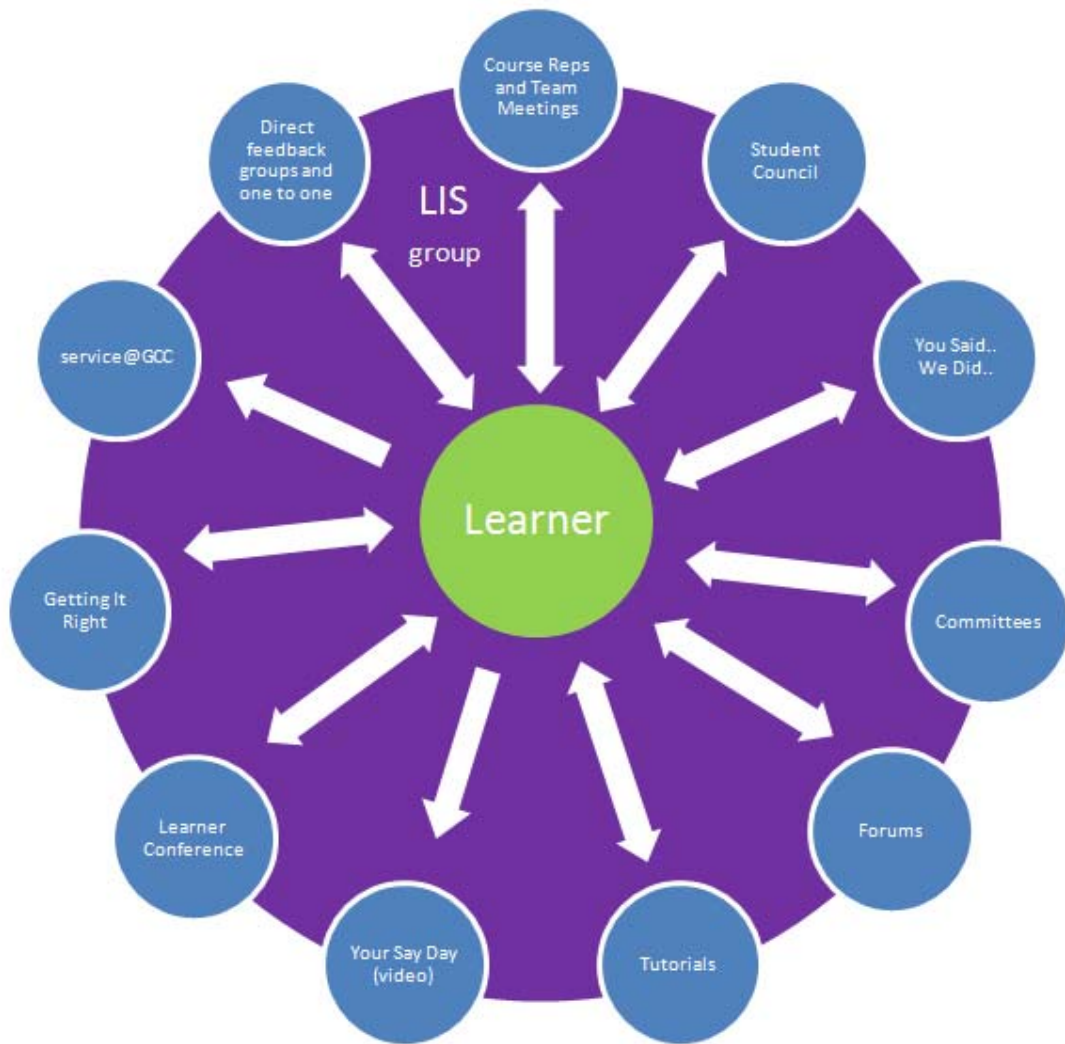 Course Reps
and Team
Meetings
Direct
feedback
groups and
one to one
Student
Council
LIS
group
service@GCC
You Said..
We Did..
Learner
Getting It
Right
Committees
Learner
Conference
Forums
Your Say Day
(video)
Tutorials